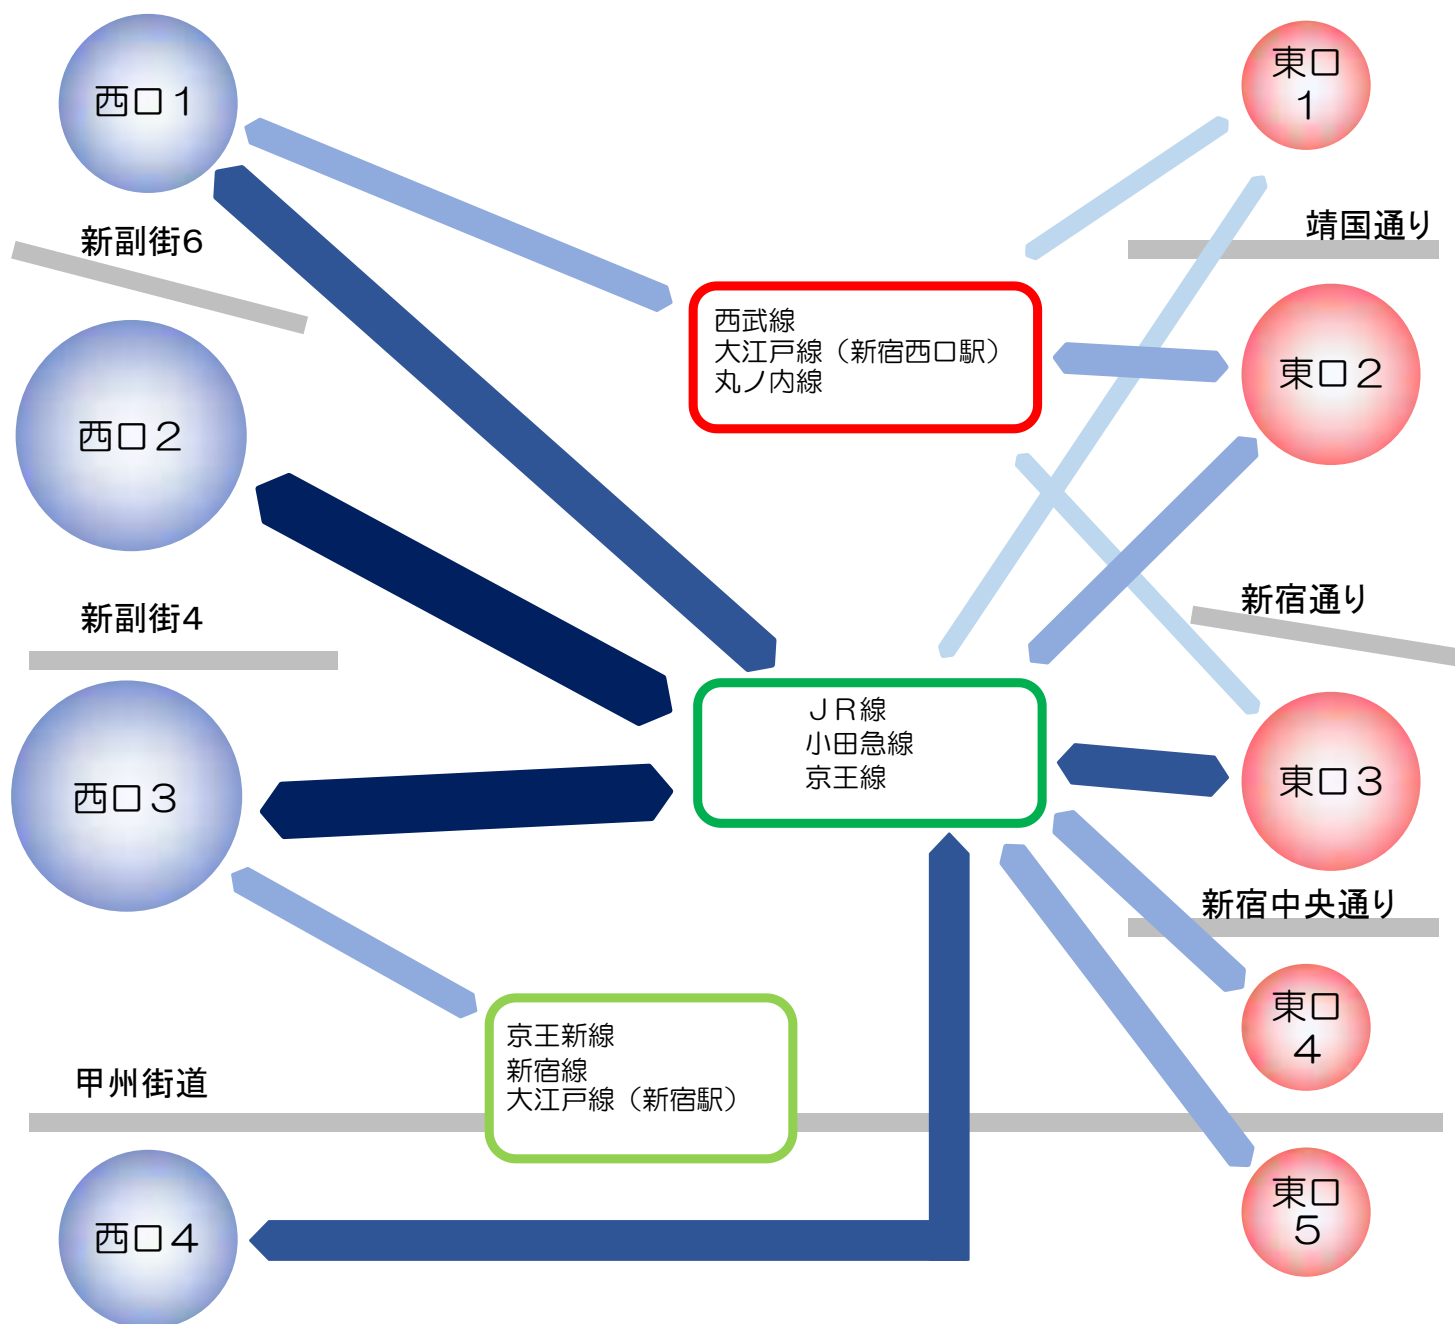 西口１
東口
１
新副街６
靖国通り
西武線
大江戸線（新宿西口駅）
丸ノ内線
東口２
西口２
新副街４
新宿通り
ＪＲ線
小田急線
京王線
西口３
東口３
新宿中央通り
京王新線
新宿線
大江戸線（新宿駅）
東口
４
甲州街道
西口４
東口
５